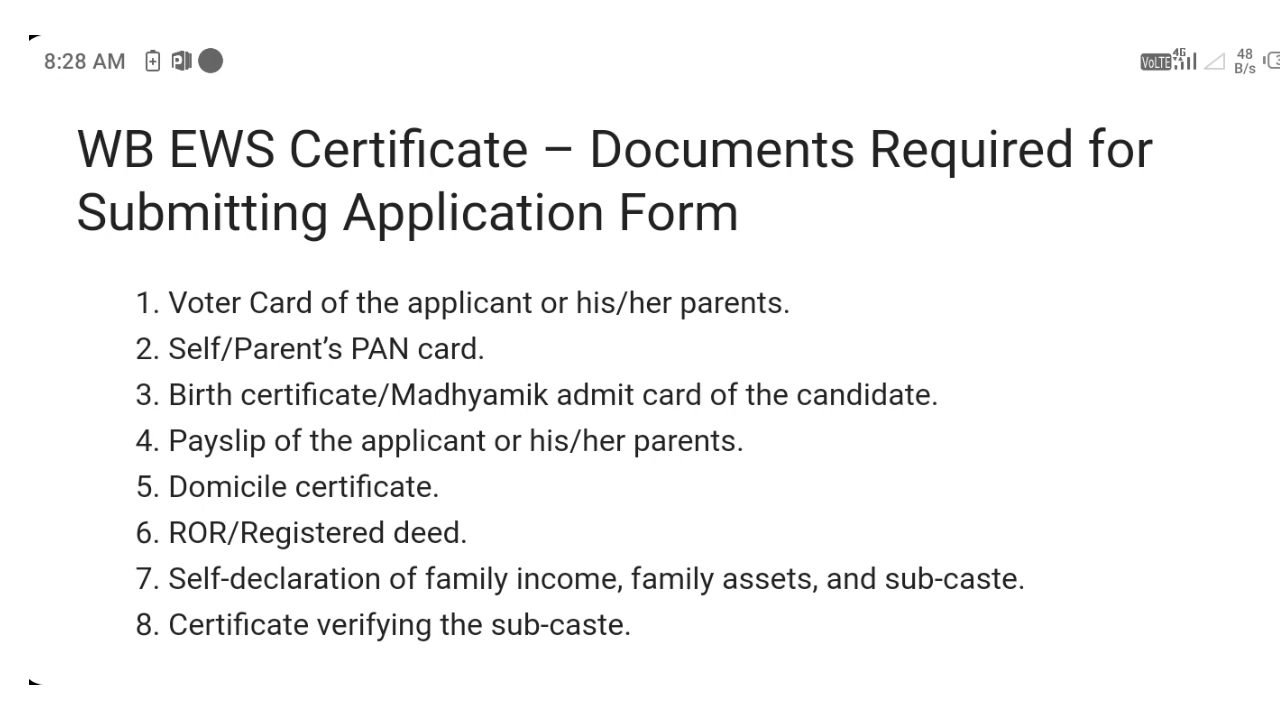 8:28 AM
VoLTE 4G 48 B/s
WB EWS Certificate – Documents Required for
Submitting Application Form
1. Voter Card of the applicant or his/her parents.
2. Self/Parent’s PAN card.
3. Birth certificate/Madhyamik admit card of the candidate.
4. Payslip of the applicant or his/her parents.
5. Domicile certificate.
6. ROR/Registered deed.
7. Self-declaration of family income, family assets, and sub-caste.
8. Certificate verifying the sub-caste.